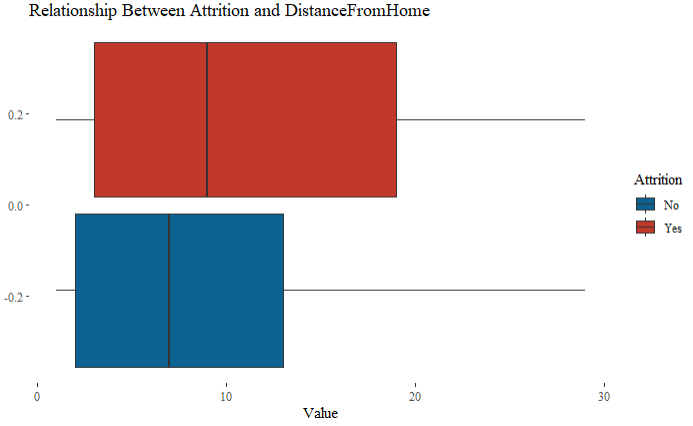 Relationship Between Attrition and DistanceFromHome
0.2
0.0
-0.2
0
10
20
30
Value
Attrition
No
Yes